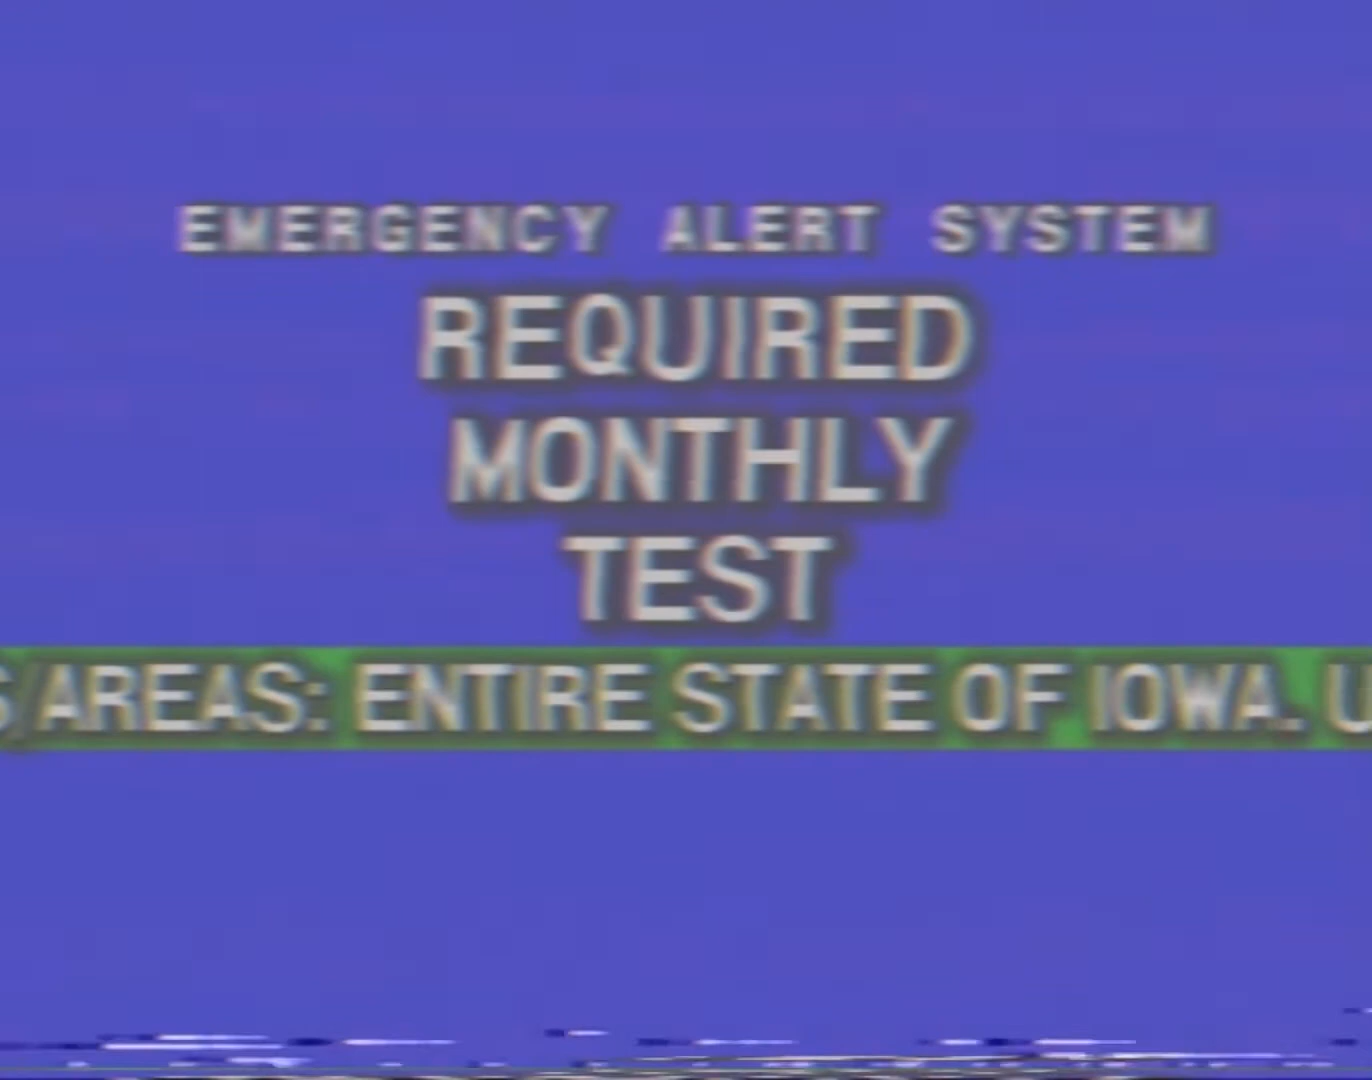 EMERGENCY ALERT SYSTEM
REQUIRED
MONTHLY
TEST
AREAS: ENTIRE STATE OF IOWA.